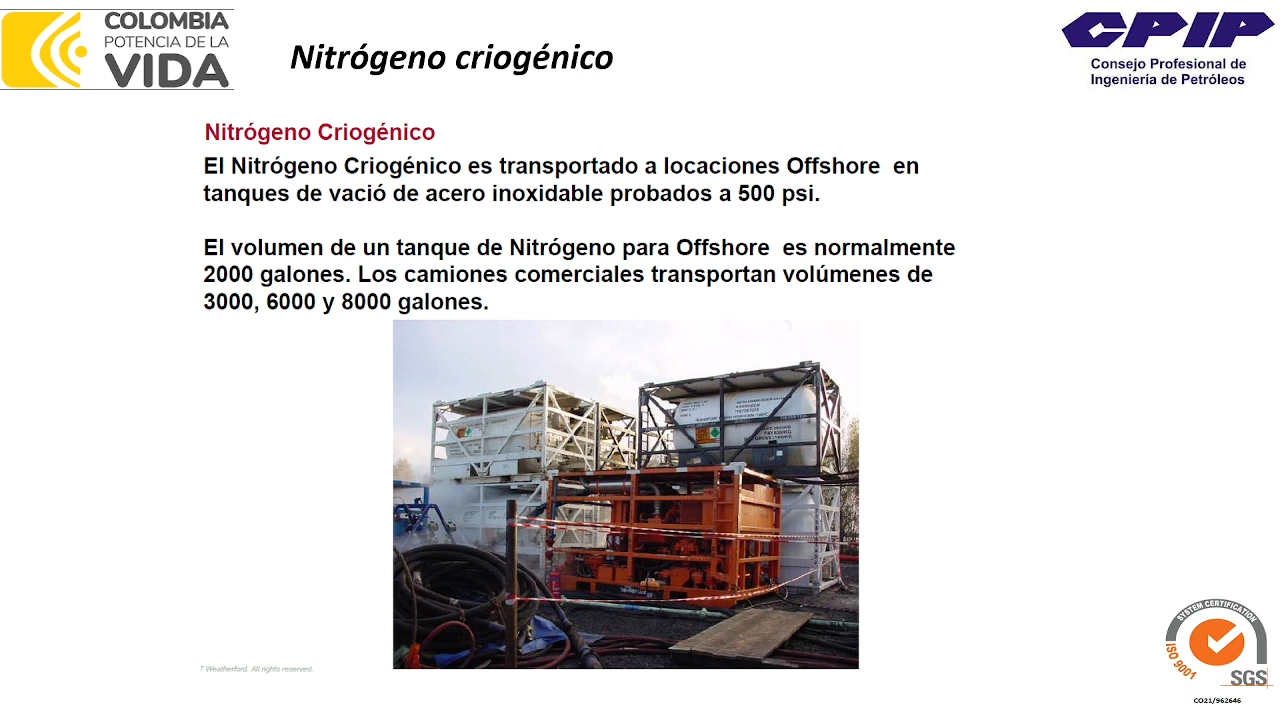 COLOMBIA
POTENCIA DE LA
VIDA
Nitrógeno criogénico
CPIP
Consejo Profesional de
Ingeniería de Petróleos
Nitrógeno Criogénico
El Nitrógeno Criogénico es transportado a locaciones Offshore en
tanques de vació de acero inoxidable probados a 500 psi.
El volumen de un tanque de Nitrógeno para Offshore es normalmente
2000 galones. Los camiones comerciales transportan volúmenes de
3000, 6000 y 8000 galones.
Weatherford. All rights reserved.
SYSTEM CERTIFICATION
ISO 9001
SGS
CO21/962646